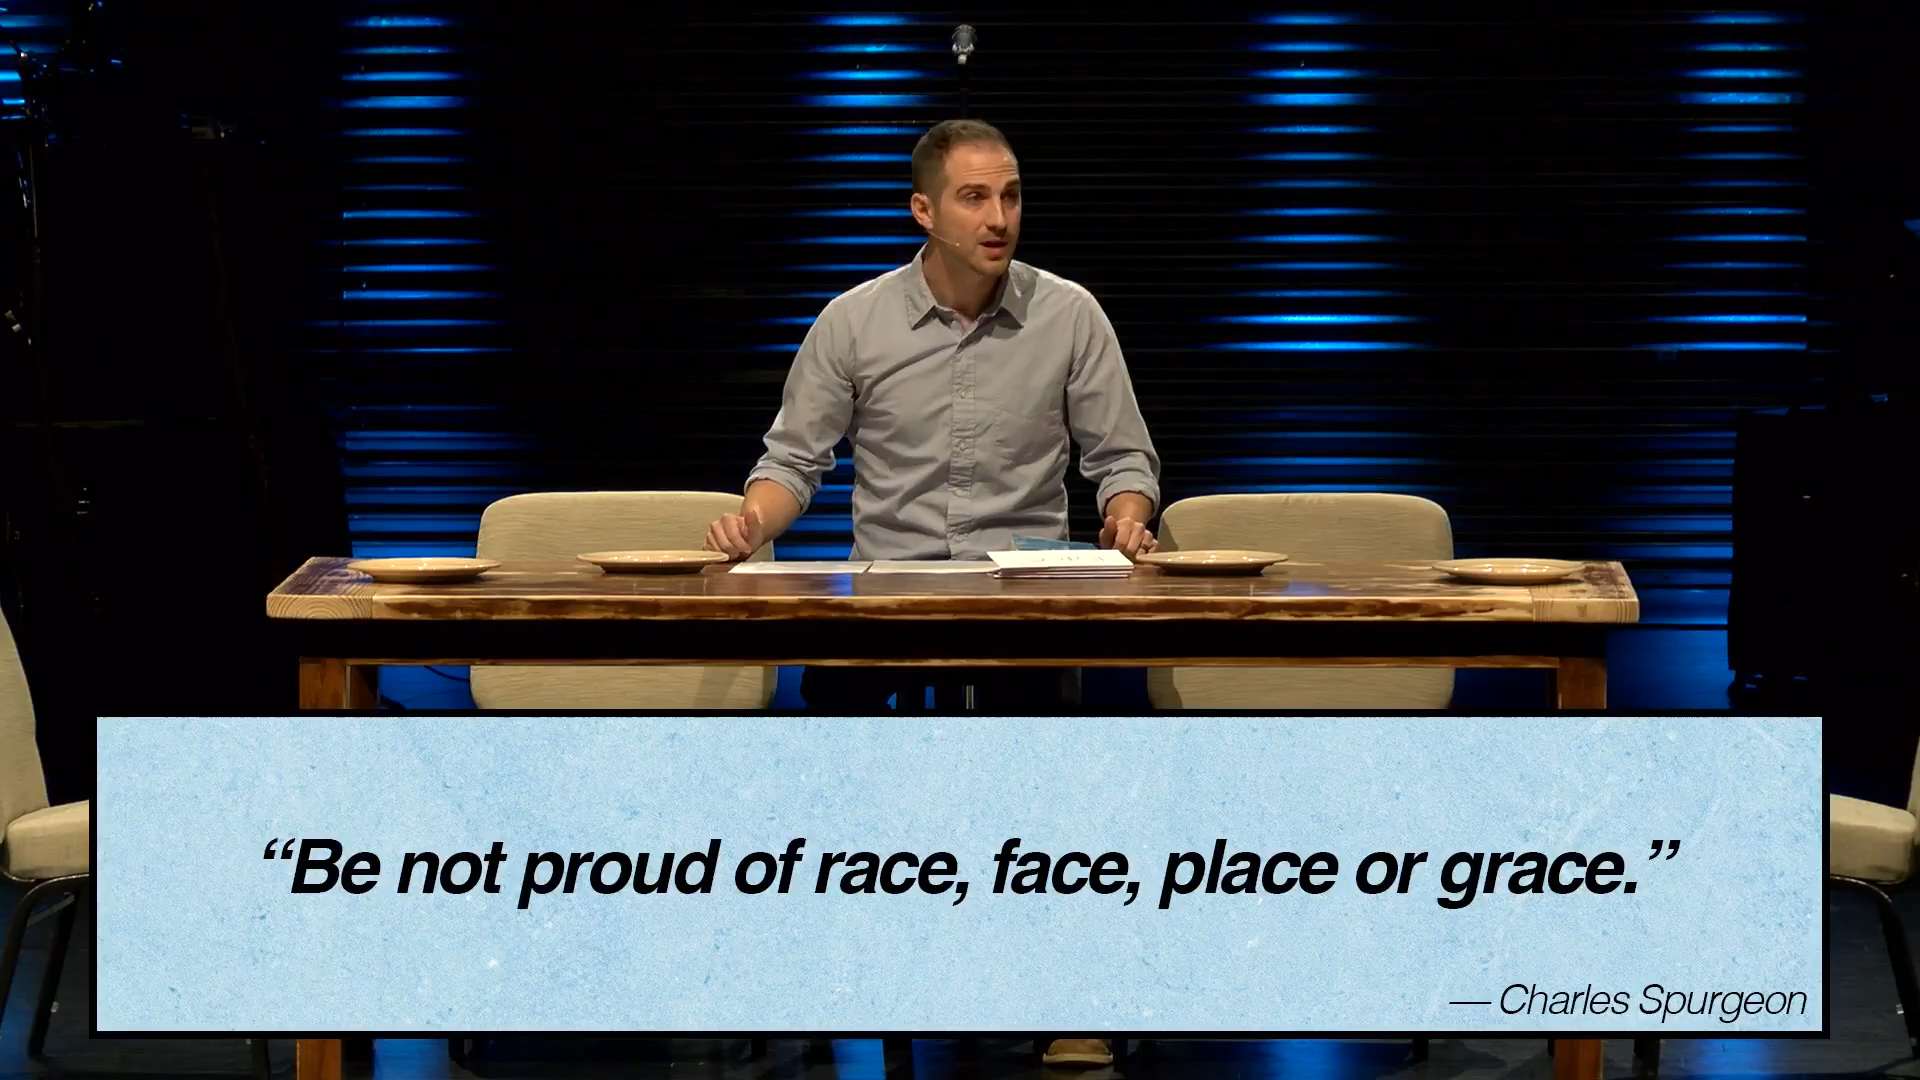 “Be not proud of race, face, place or grace.”
— Charles Spurgeon